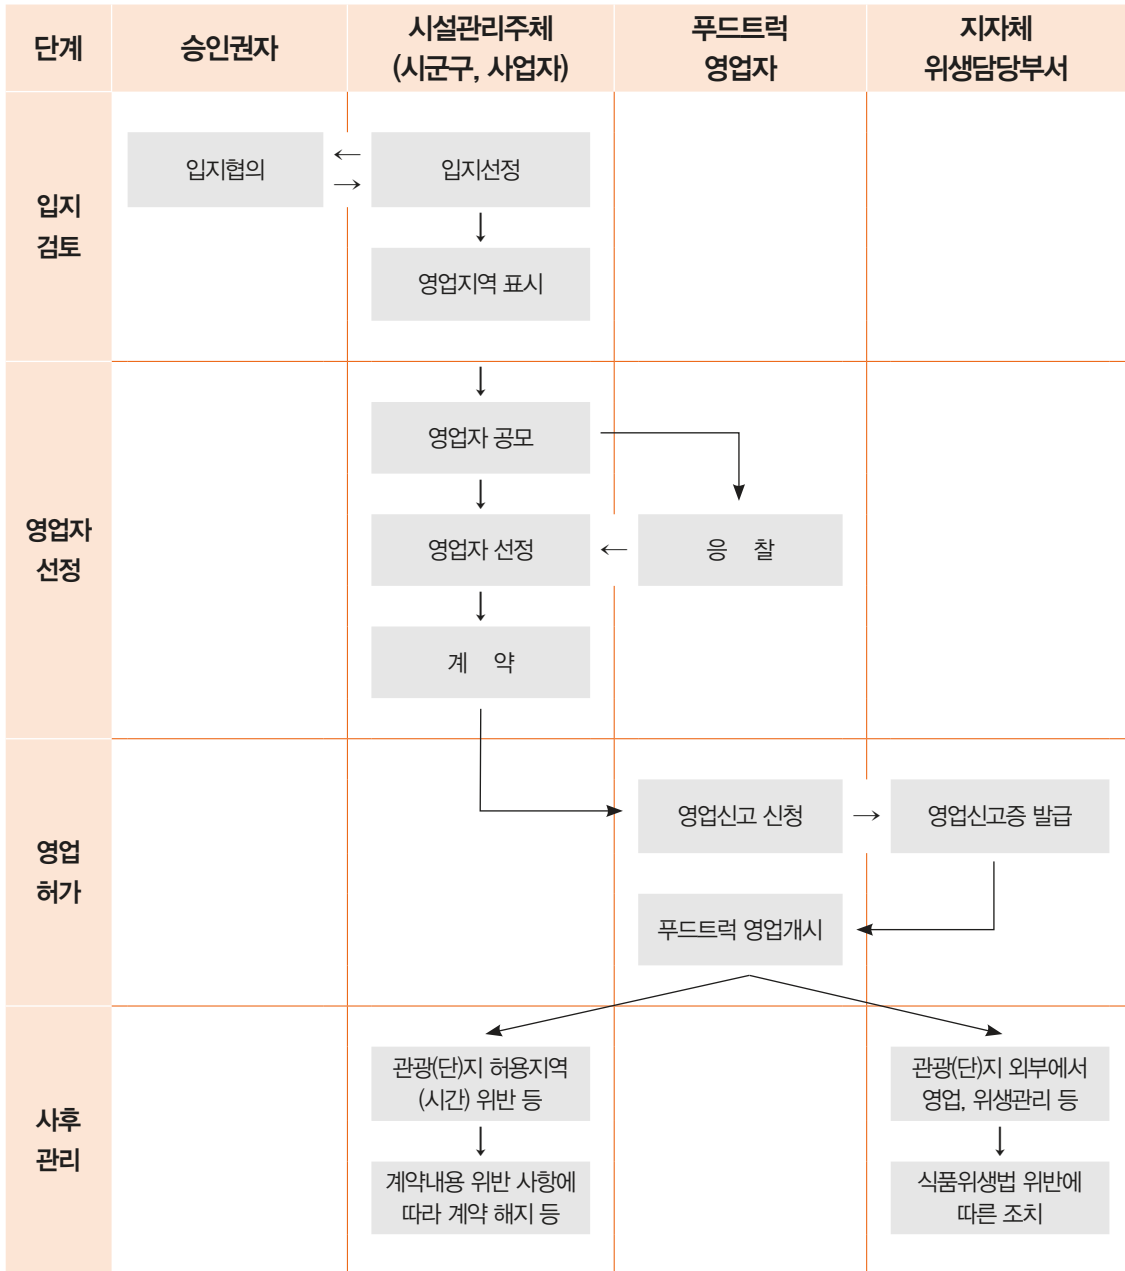 단계
승인권자
시설관리주체
(시군구, 사업자)
푸드트럭
영업자
지자체
위생담당부서
입지
검토
입지협의
←
→
입지선정
↓
영업지역 표시
영업자
선정
↓
영업자 공모
↓
영업자 선정
←
응 찰
↓
계 약
영업
허가
영업신고 신청
→
영업신고증 발급
푸드트럭 영업개시
사후
관리
관광(단)지 허용지역
(시간) 위반 등
↓
계약내용 위반 사항에
따라 계약 해지 등
관광(단)지 외부에서
영업, 위생관리 등
↓
식품위생법 위반에
따른 조치